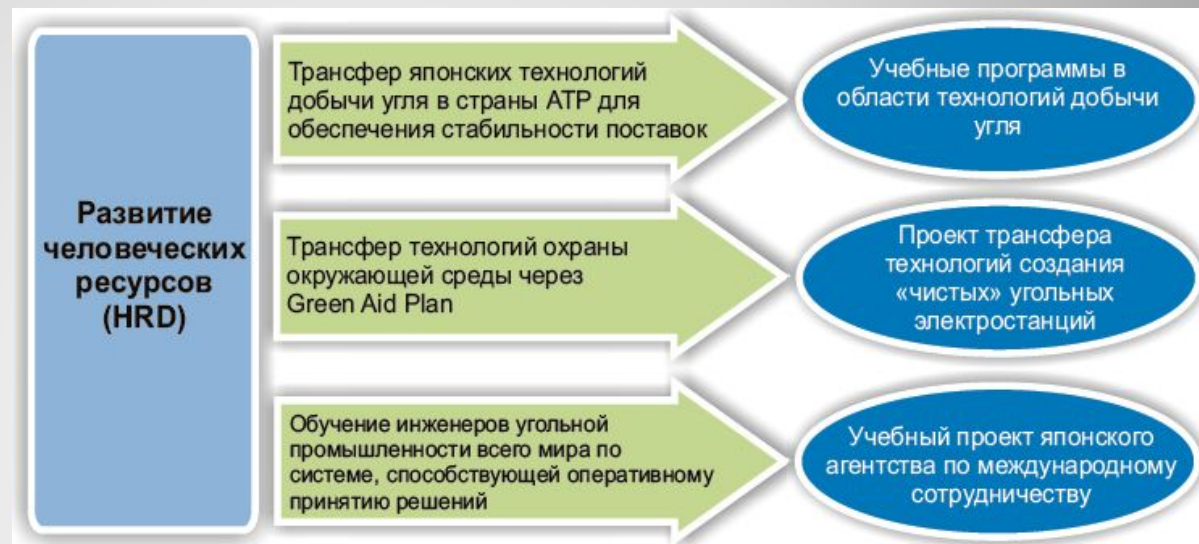 Развитие
человеческих
ресурсов
(HRD)
Трансфер японских технологий
добычи угля в страны АТР для
обеспечения стабильности поставок
Учебные программы в
области технологий добычи
угля
Трансфер технологий охраны
окружающей среды через
Green Aid Plan
Проект трансфера
технологий создания
«чистых» угольных
электростанций
Обучение инженеров угольной
промышленности всего мира по
системе, способствующей оперативному
принятию решений
Учебный проект японского
агентства по международному
сотрудничеству